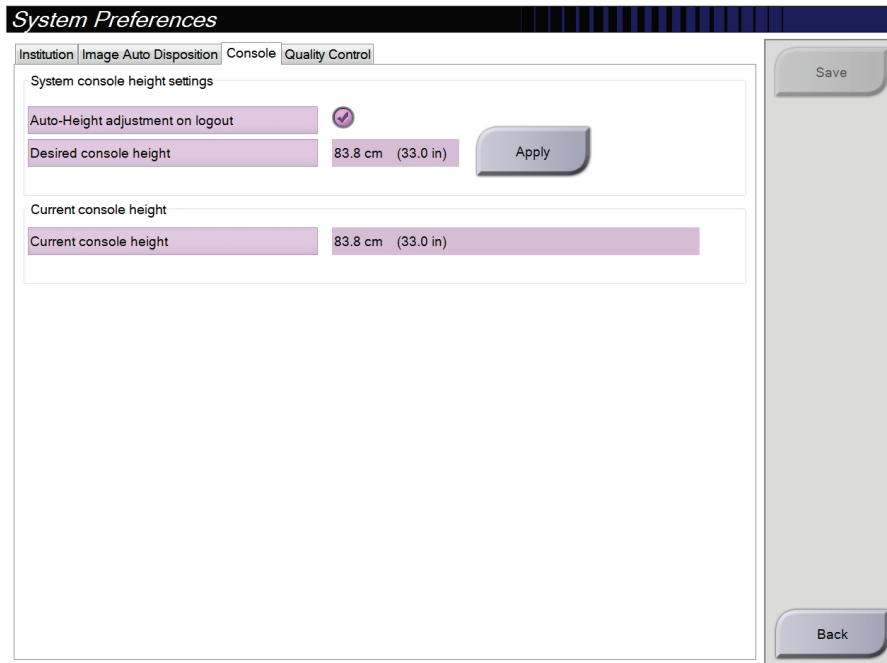 System Preferences
Institution Image Auto Disposition Console Quality Control
Save
System console height settings
Auto-Height adjustment on logout
Desired console height 83.8 cm (33.0 in) Apply
Current console height
Current console height 83.8 cm (33.0 in)
Back